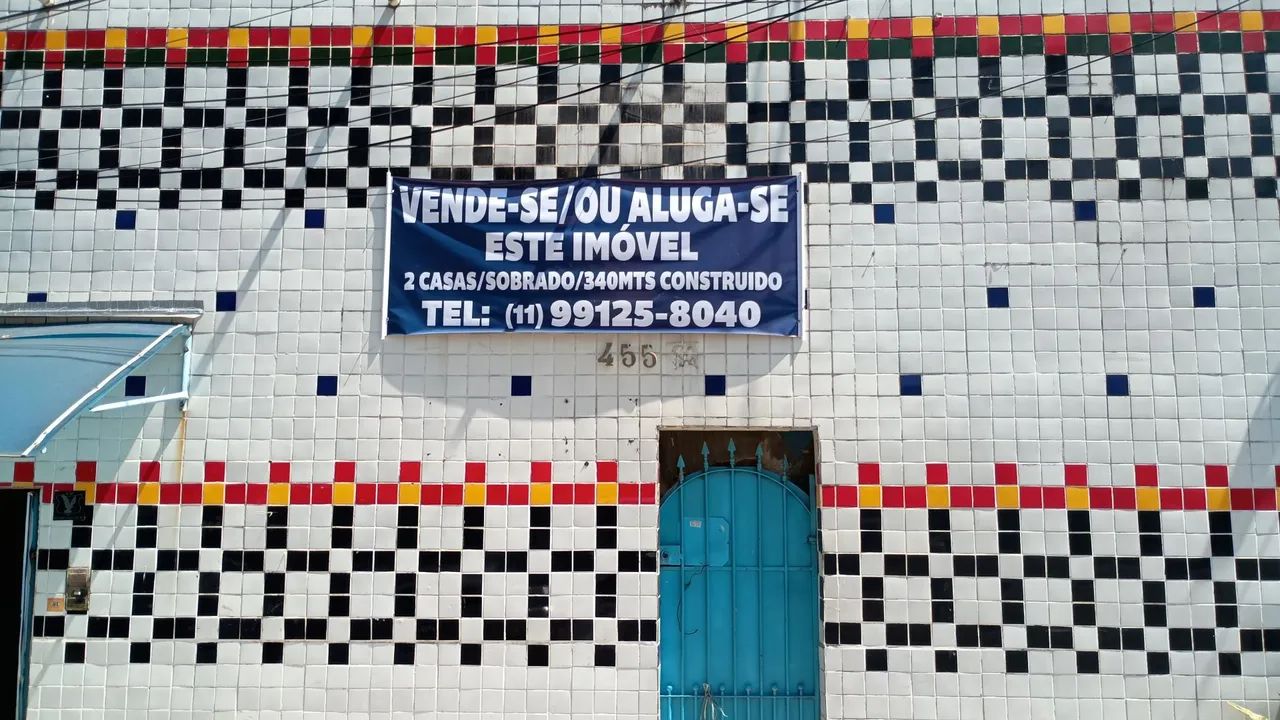 VENDE-SE/OU ALUGA-SE
ESTE IMÓVEL
2 CASAS/SOBRADO/340MTS CONSTRUIDO
TEL: (11) 99125-8040
455